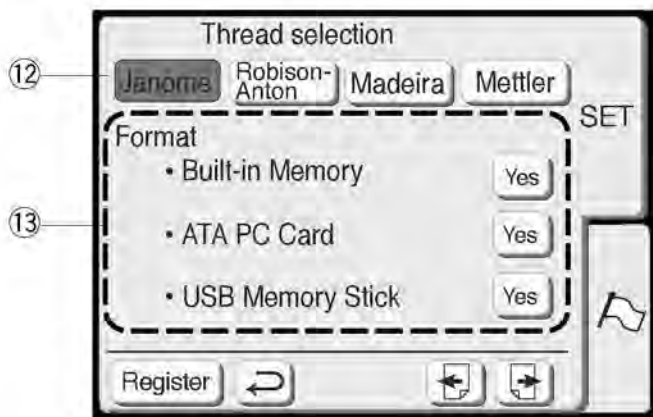 Thread selection
⑫ Janome Robison-Anton Madeira Mettler
SET
⑬ Format
• Built-in Memory Yes
• ATA PC Card Yes
• USB Memory Stick Yes
Register